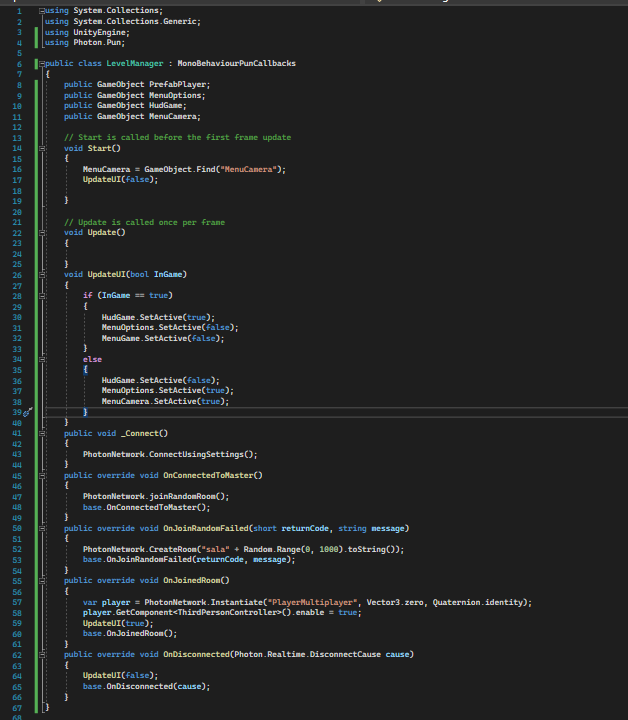 1 using System.Collections;
2 using System.Collections.Generic;
3 using UnityEngine;
4 using Photon.Pun;
5
6 public class LevelManager : MonoBehaviourPunCallbacks
7 {
8 public GameObject PrefabPlayer;
9 public GameObject MenuOptions;
10 public GameObject HudGame;
11 public GameObject MenuCamera;
12
13 // Start is called before the first frame update
14 void Start()
15 {
16 MenuCamera = GameObject.Find("MenuCamera");
17 UpdateUI(false);
18
19 }
20
21 // Update is called once per frame
22 void Update()
23 {
24
25 }
26 void UpdateUI(bool InGame)
27 {
28 if (InGame == true)
29 {
30 HudGame.SetActive(true);
31 MenuOptions.SetActive(false);
32 MenuGame.SetActive(false);
33 }
34 else
35 {
36 HudGame.SetActive(false);
37 MenuOptions.SetActive(true);
38 MenuCamera.SetActive(true);
39 }
40 }
41 public void _Connect()
42 {
43 PhotonNetwork.ConnectUsingSettings();
44 }
45 public override void OnConnectedToMaster()
46 {
47 PhotonNetwork.joinRandomRoom();
48 base.OnConnectedToMaster();
49 }
50 public override void OnJoinRandomFailed(short returnCode, string message)
51 {
52 PhotonNetwork.CreateRoom("sala" + Random.Range(0, 1000).toString());
53 base.OnJoinRandomFailed(returnCode, message);
54 }
55 public override void OnJoinedRoom()
56 {
57 var player = PhotonNetwork.Instantiate("PlayerMultiplayer", Vector3.zero, Quaternion.identity);
58 player.GetComponent<ThirdPersonController>().enable = true;
59 UpdateUI(true);
60 base.OnJoinedRoom();
61 }
62 public override void OnDisconnected(Photon.Realtime.DisconnectCause cause)
63 {
64 UpdateUI(false);
65 base.OnDisconnected(cause);
66 }
67 }
68